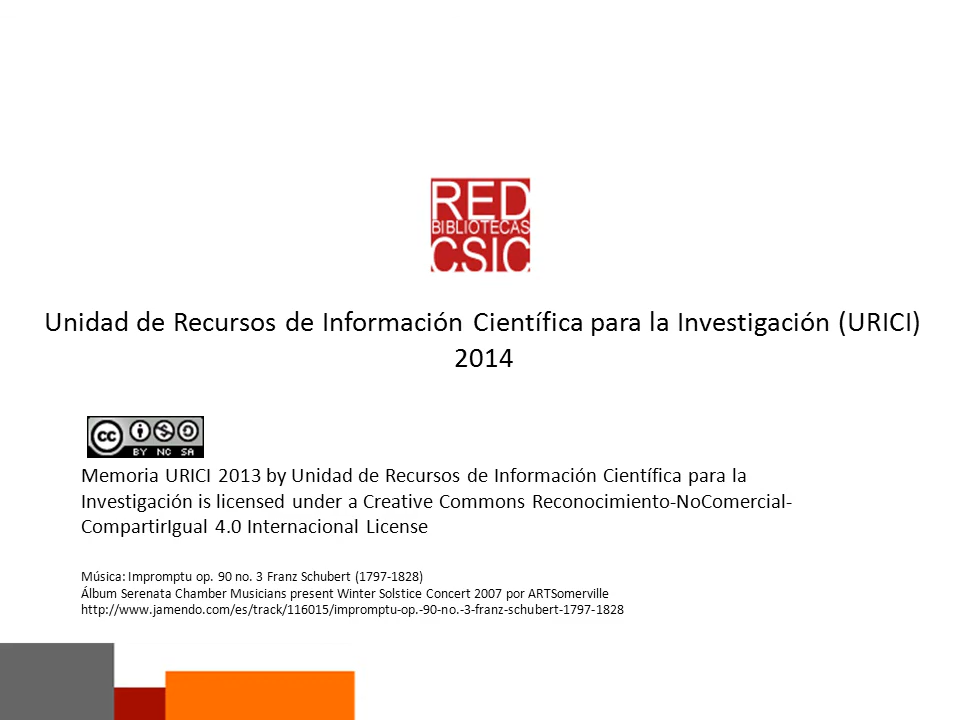 RED
BIBLIOTECAS
CSIC
Unidad de Recursos de Información Científica para la Investigación (URICI)
2014
cc
BY NC SA
Memoria URICI 2013 by Unidad de Recursos de Información Científica para la
Investigación is licensed under a Creative Commons Reconocimiento-NoComercial-
CompartirIgual 4.0 Internacional License
Música: Impromptu op. 90 no. 3 Franz Schubert (1797-1828)
Álbum Serenata Chamber Musicians present Winter Solstice Concert 2007 por ARTSomerville
http://www.jamendo.com/es/track/116015/impromptu-op.-90-no.-3-franz-schubert-1797-1828